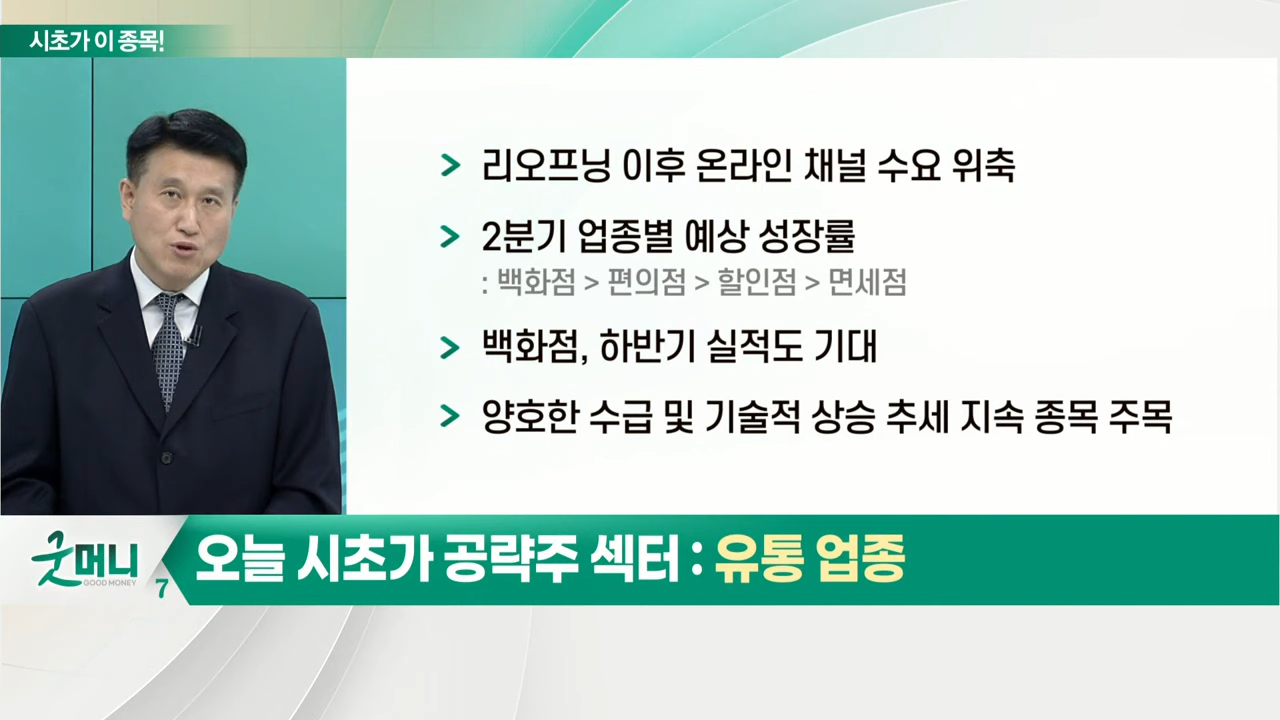 시초가 이 종목!
> 리오프닝 이후 온라인 채널 수요 위축
> 2분기 업종별 예상 성장률
: 백화점 > 편의점 > 할인점 > 면세점
> 백화점, 하반기 실적도 기대
> 양호한 수급 및 기술적 상승 추세 지속 종목 주목
굿머니
GOOD MONEY
7
오늘 시초가 공략주 섹터 : 유통 업종